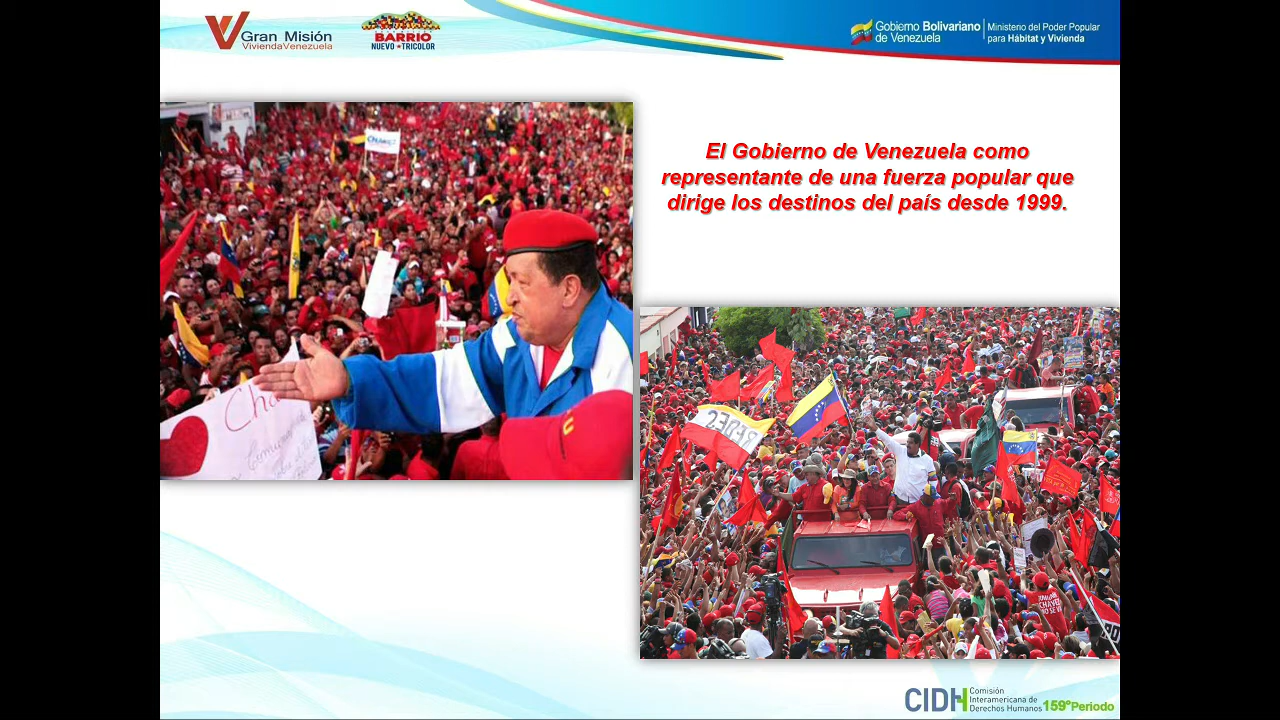 Gran Misión
ViviendaVenezuela
BARRIO
NUEVO TRICOLOR
Gobierno Bolivariano
de Venezuela
Ministerio del Poder Popular
para Hábitat y Vivienda
El Gobierno de Venezuela como
representante de una fuerza popular que
dirige los destinos del país desde 1999.
REDES
CIDH
Comisión
Interamericana de
Derechos Humanos
159°Periodo